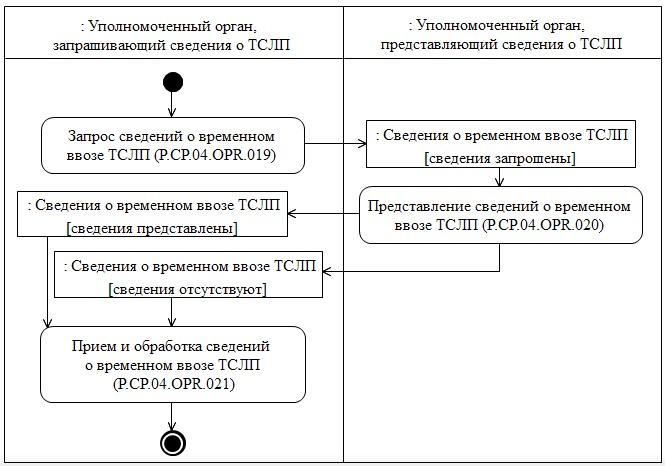 : Уполномоченный орган,
запрашивающий сведения о ТСЛП
: Уполномоченный орган,
представляющий сведения о ТСЛП
Запрос сведений о временном
ввозе ТСЛП (P.CP.04.OPR.019)
: Сведения о временном ввозе ТСЛП
[сведения запрошены]
Представление сведений о временном
ввозе ТСЛП (P.CP.04.OPR.020)
: Сведения о временном ввозе ТСЛП
[сведения представлены]
: Сведения о временном ввозе ТСЛП
[сведения отсутствуют]
Прием и обработка сведений
о временном ввозе ТСЛП
(P.CP.04.OPR.021)